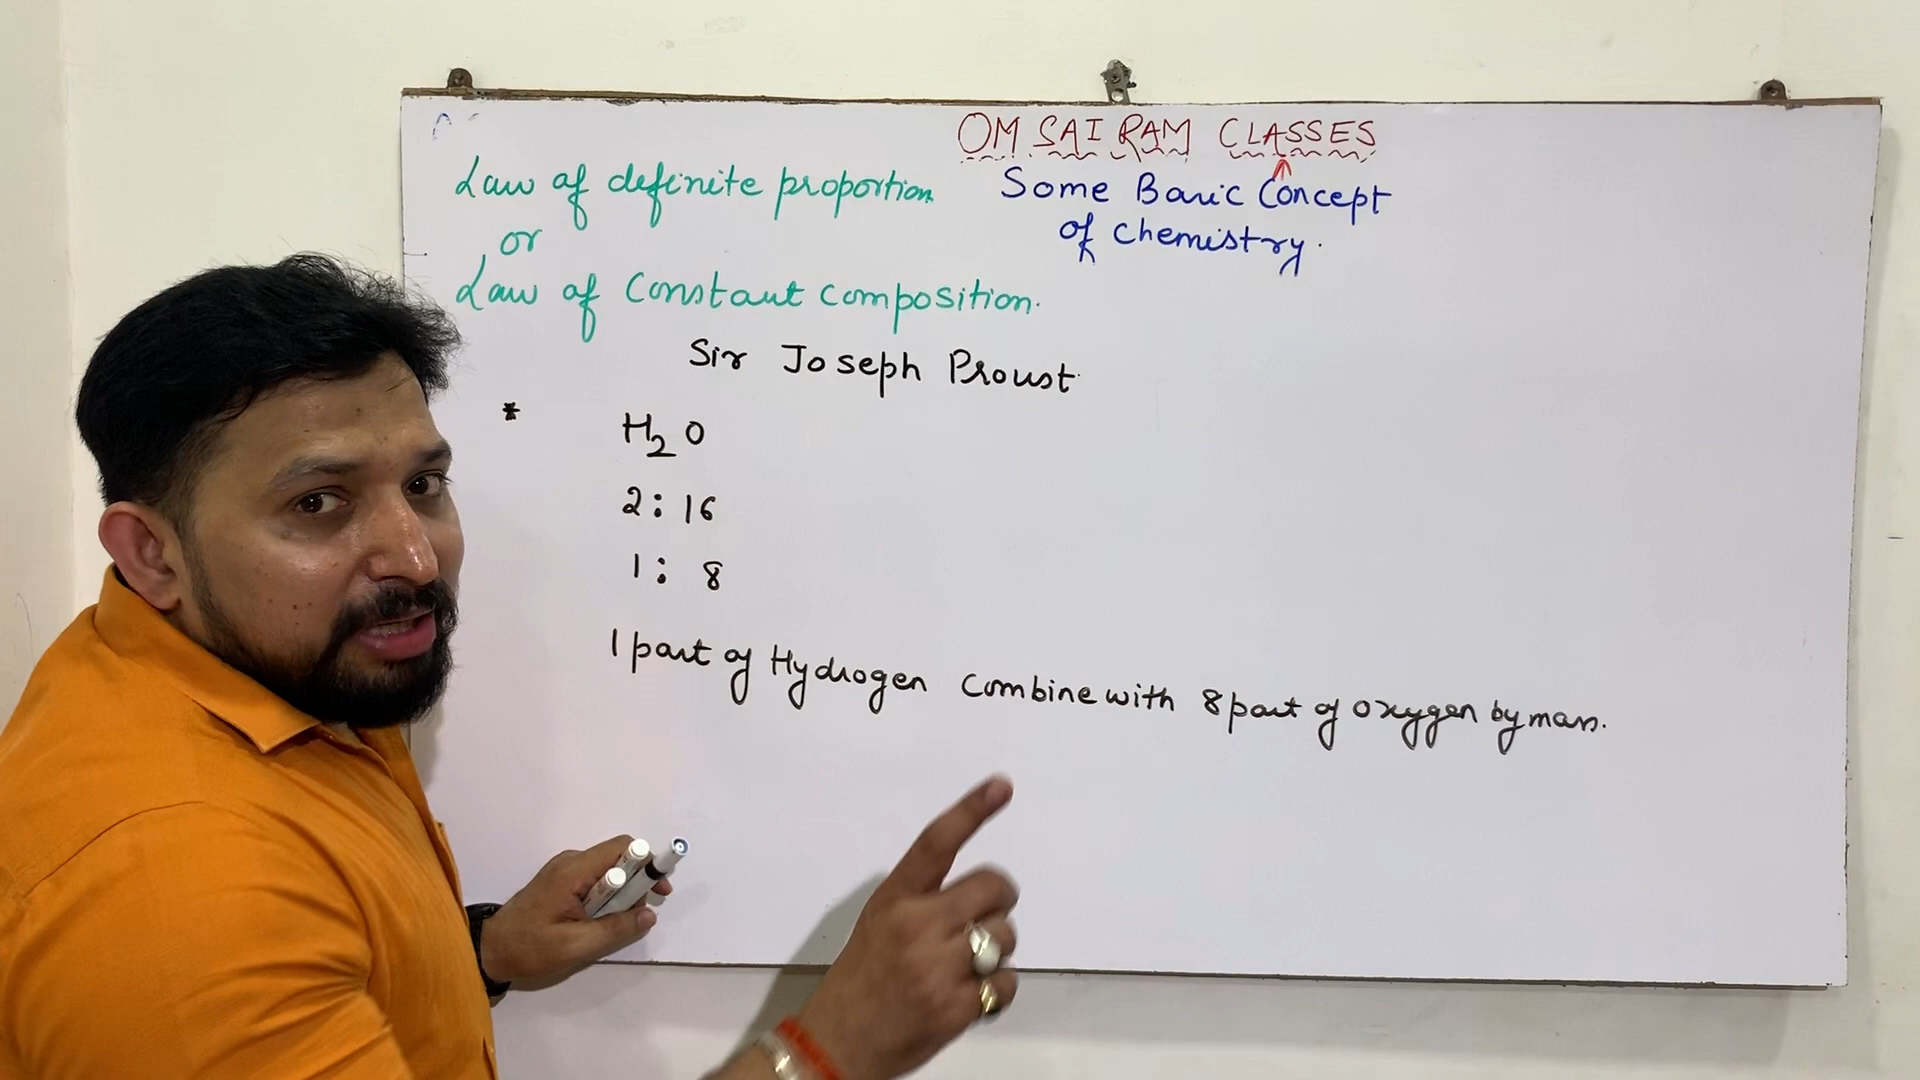 OM SAI RAM CLASSES
Law of definite proportion
or
Law of Constant composition.
Some Basic Concept
of Chemistry.
Sir Joseph Proust
* H₂O
2 : 16
1 : 8
1 part of Hydrogen Combine with 8 part of oxygen by mass.